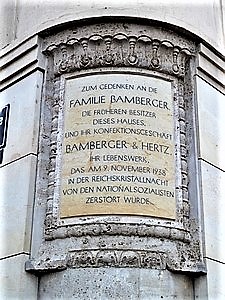 ZUM GEDENKEN AN DIE
FAMILIE BAMBERGER,
DIE FRÜHEREN BESITZER
DIESES HAUSES,
UND IHR KONFEKTIONSGESCHÄFT
BAMBERGER & HERTZ
IHR LEBENSWERK,
DAS AM 9. NOVEMBER 1938
IN DER REICHSKRISTALLNACHT
VON DEN NATIONALSOZIALISTEN
ZERSTÖRT WURDE.